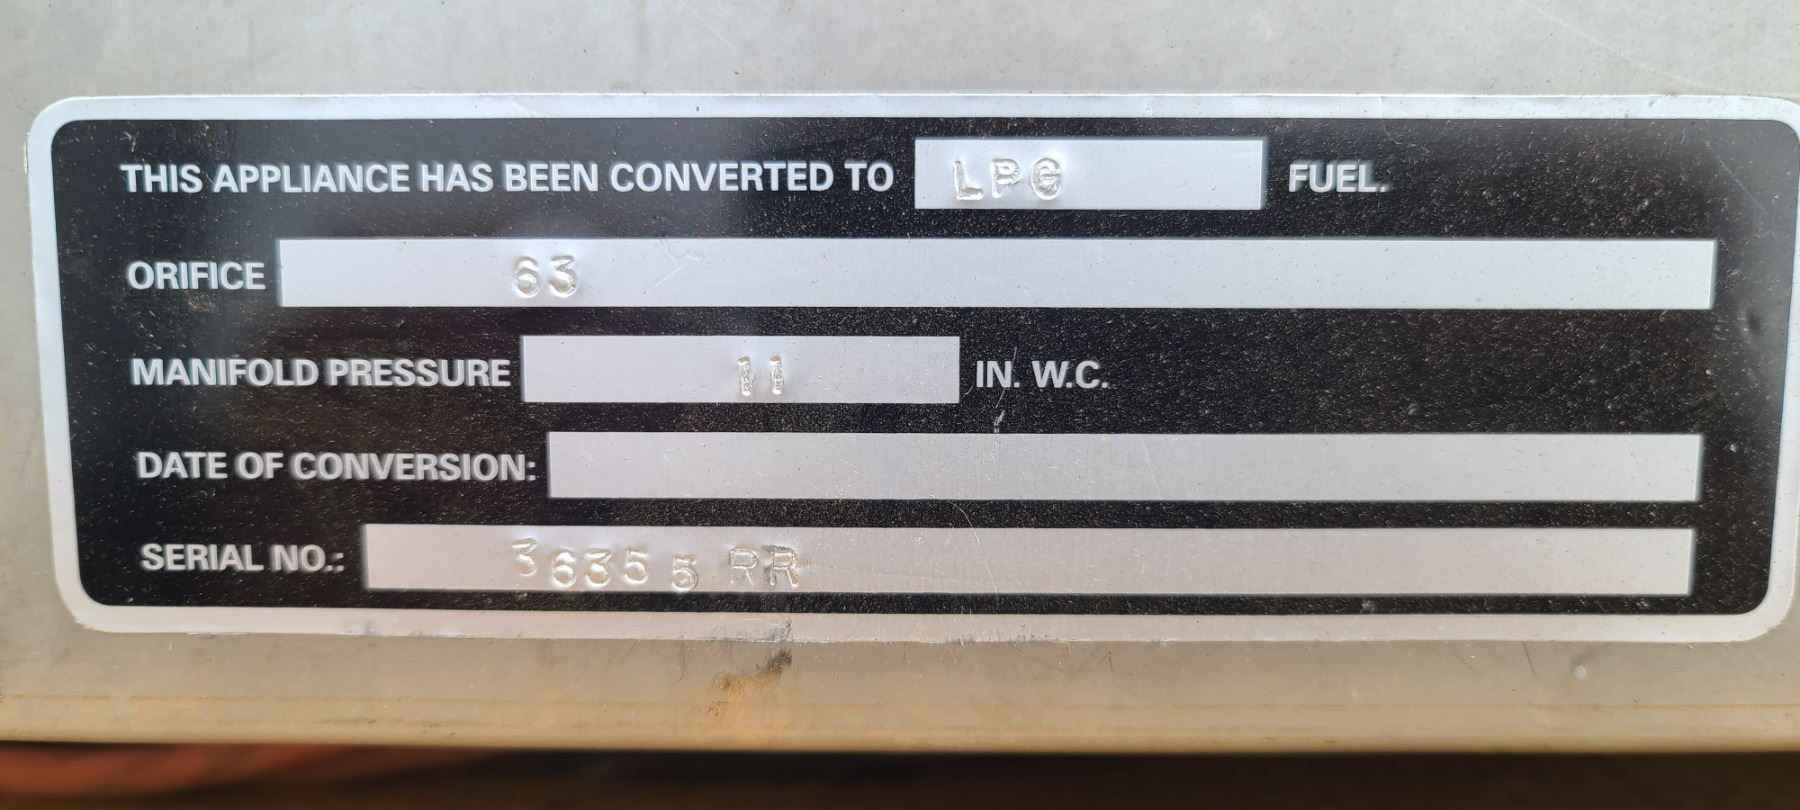 THIS APPLIANCE HAS BEEN CONVERTED TO LPG FUEL.
ORIFICE 63
MANIFOLD PRESSURE 11 IN. W.C.
DATE OF CONVERSION:
SERIAL NO.: 36355 RR